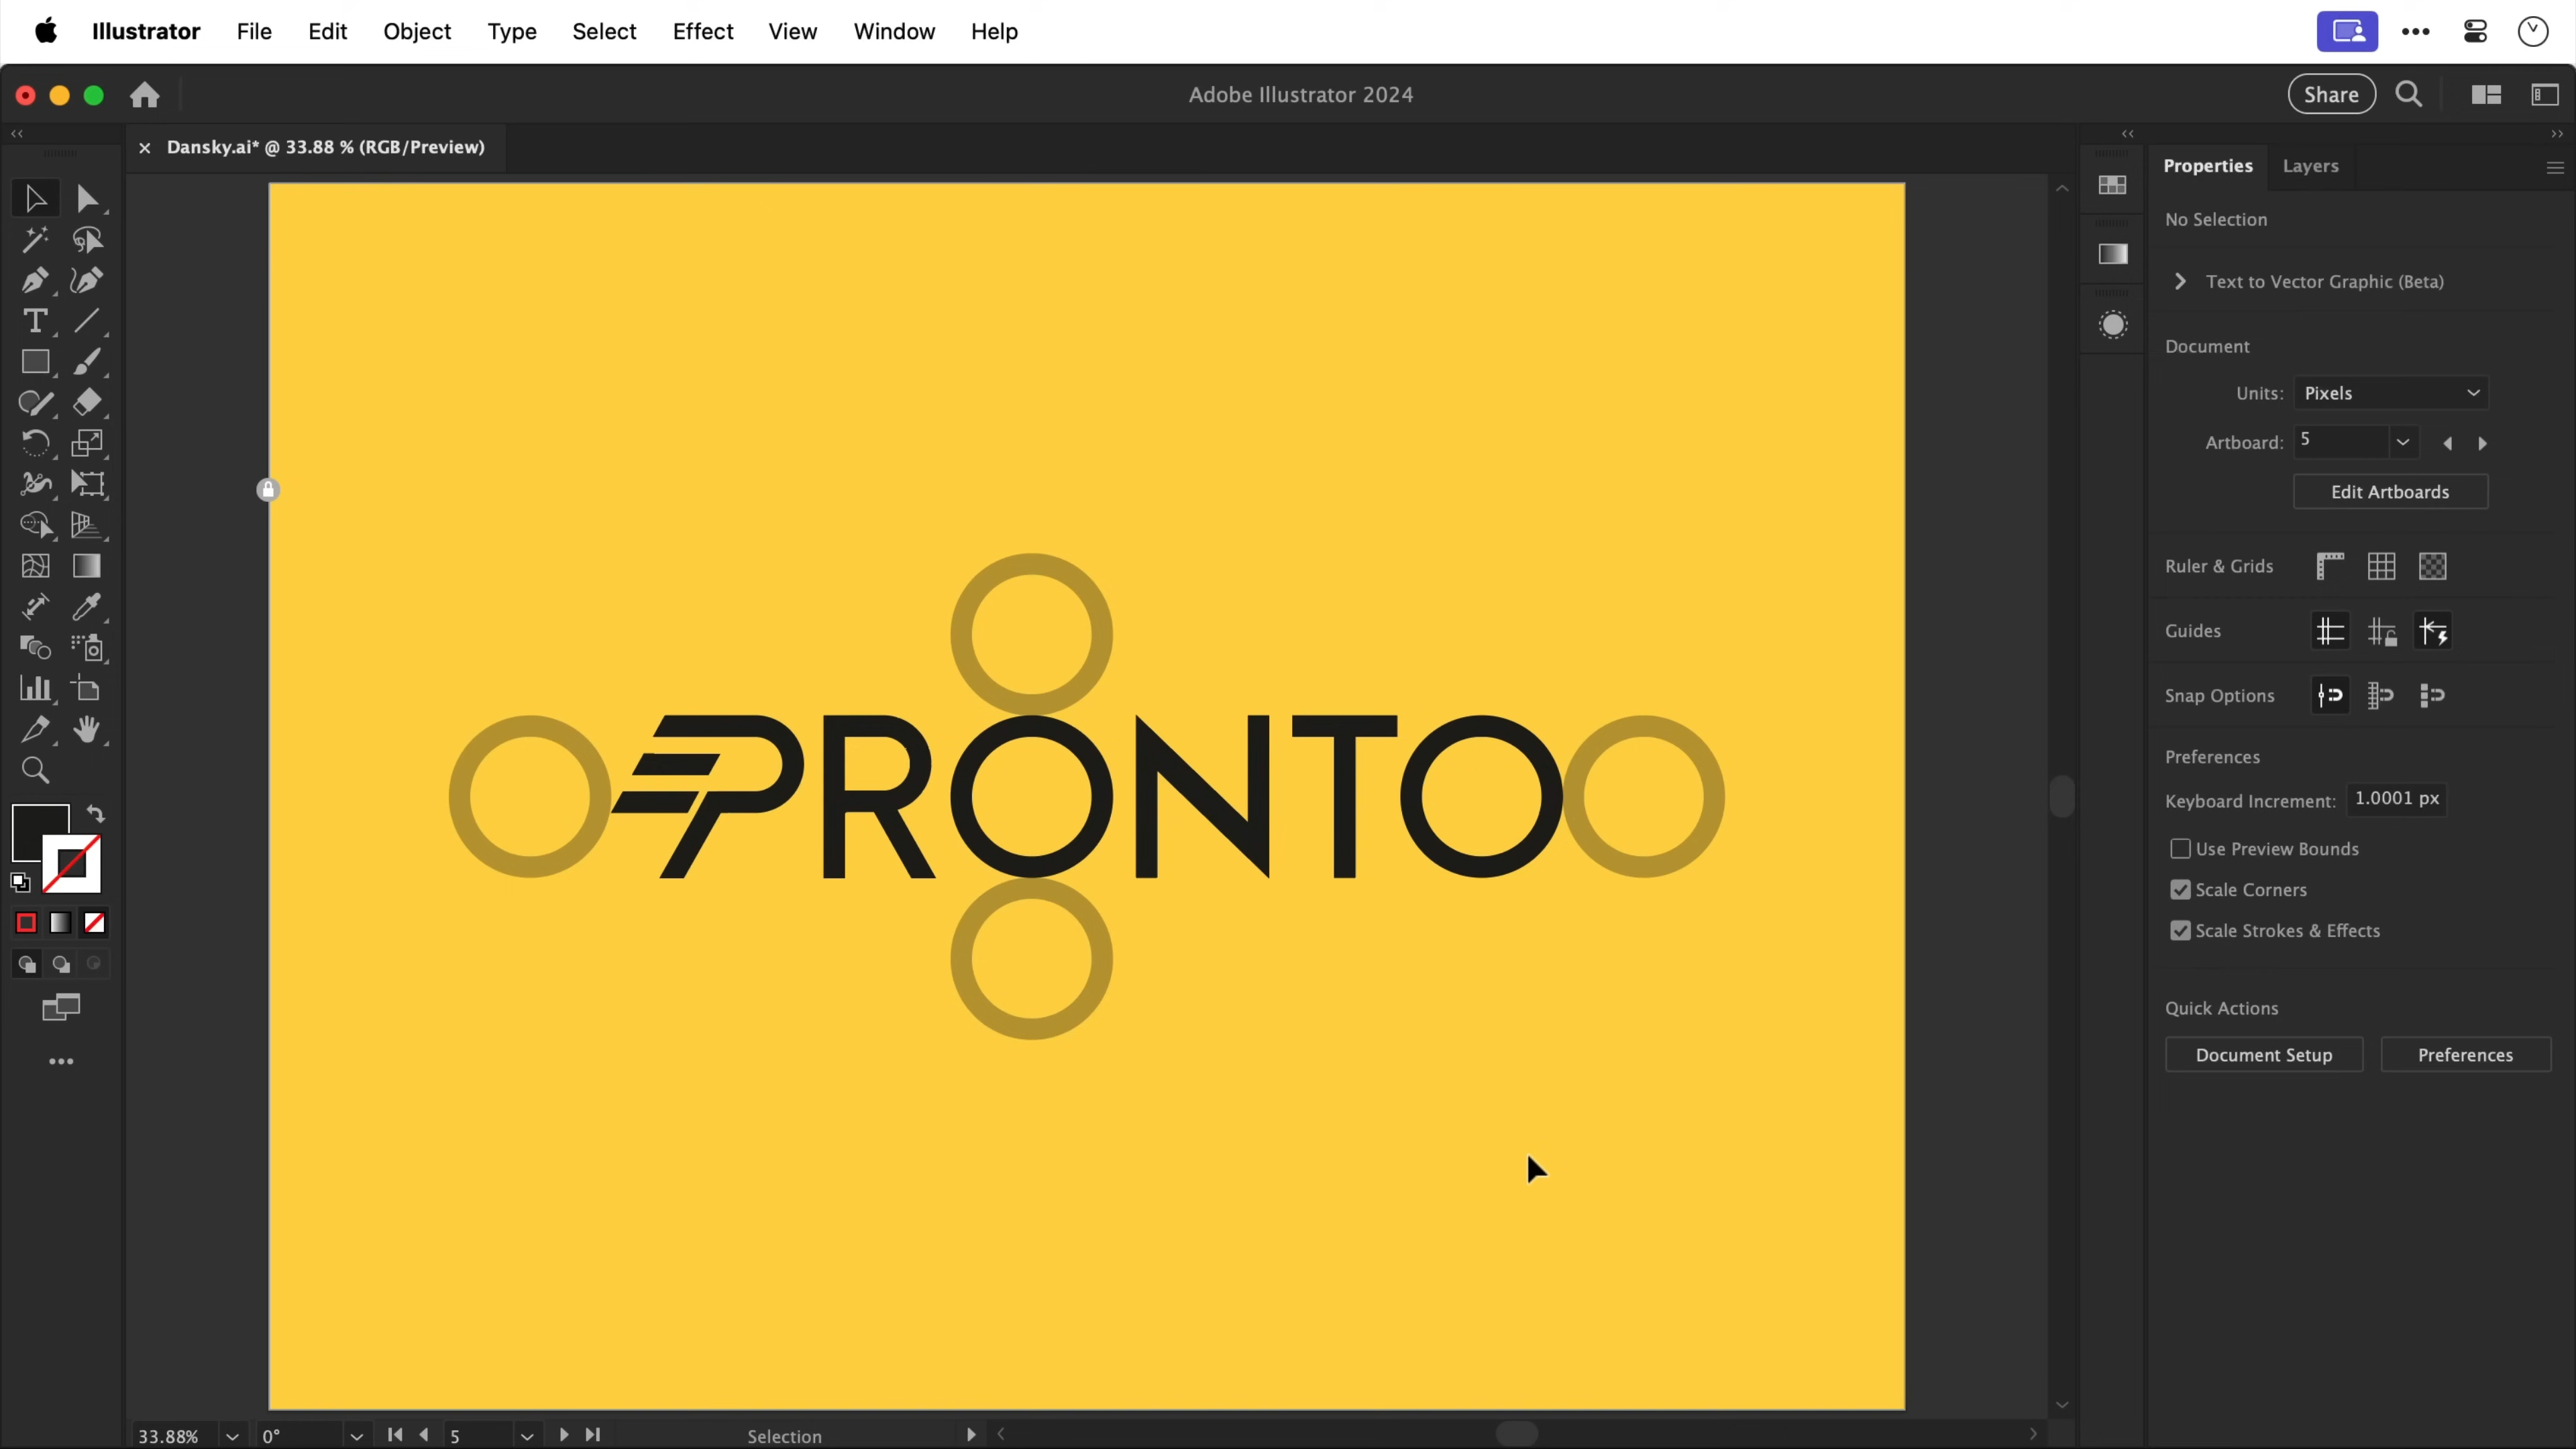 Illustrator File Edit Object Type Select Effect View Window Help
Adobe Illustrator 2024
Share
× Dansky.ai* @ 33.88 % (RGB/Preview)
Properties Layers
No Selection
Text to Vector Graphic (Beta)
Document
Units: Pixels
Artboard: 5
Edit Artboards
Ruler & Grids
Guides
Snap Options
Preferences
Keyboard Increment: 1.0001 px
Use Preview Bounds
Scale Corners
Scale Strokes & Effects
Quick Actions
Document Setup Preferences
PRONTO
33.88% 0° 5 Selection